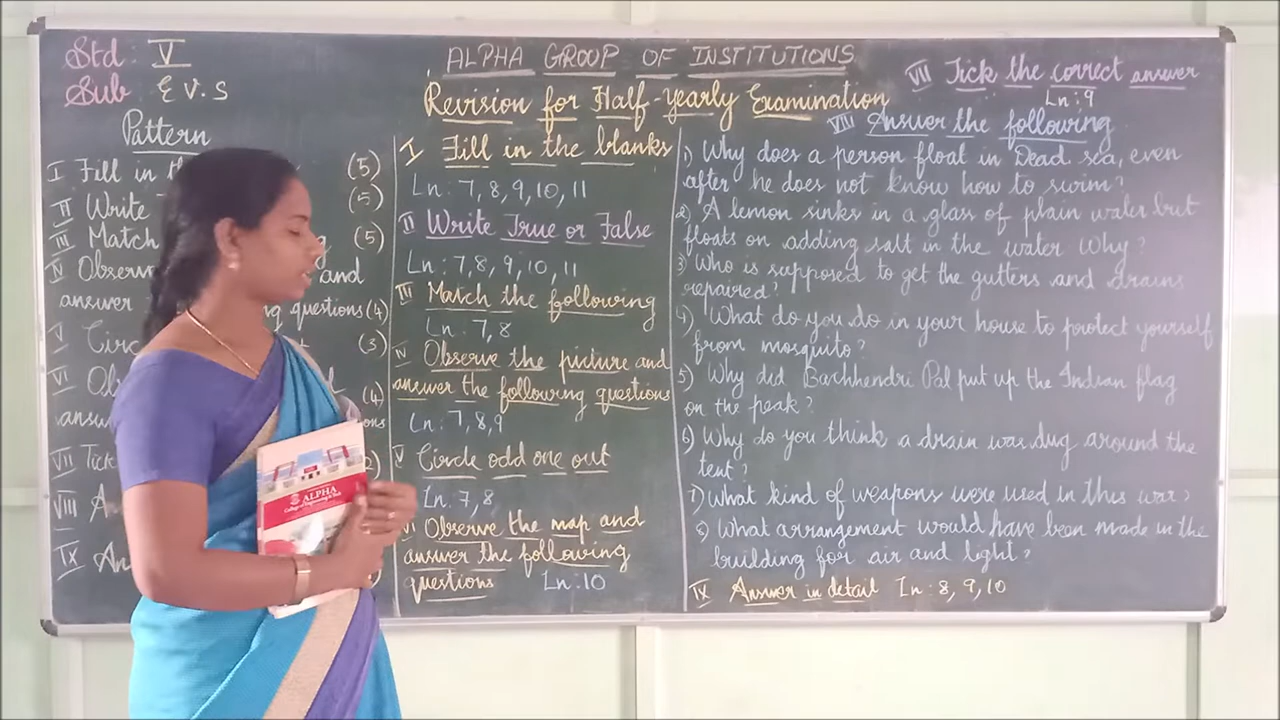 Std: V
Sub EVS
ALPHA GROUP OF INSTITUTIONS
Revision for Half-yearly Examination
Pattern
I Fill in (5)
II Write (5)
III Match (5)
IV Observe and
answer questions (4)
V Circ (3)
VI Ob (4)
answ
VII Tick
VIII A
IX An
I Fill in the blanks
Ln: 7, 8, 9, 10, 11
II Write True or False
Ln: 7, 8, 9, 10, 11
III Match the following
Ln: 7, 8
IV Observe the picture and
answer the following questions
Ln: 7, 8, 9
V Circle odd one out
Ln: 7, 8
VI Observe the map and
answer the following
questions Ln: 10
VII Tick the correct answer
Ln: 9
VIII Answer the following
1) Why does a person float in Dead sea, even
after he does not know how to swim?
2) A lemon sinks in a glass of plain water but
floats on adding salt in the water Why?
3) Who is supposed to get the gutters and drains
repaired?
4) What do you do in your house to protect yourself
from mosquito?
5) Why did Bachhendri Pal put up the Indian flag
on the peak?
6) Why do you think a drain was dug around the
tent?
7) What kind of weapons were used in this war?
8) What arrangement would have been made in the
building for air and light?
IX Answer in detail Ln: 8, 9, 10
ALPHA
College of Engineering & Tech